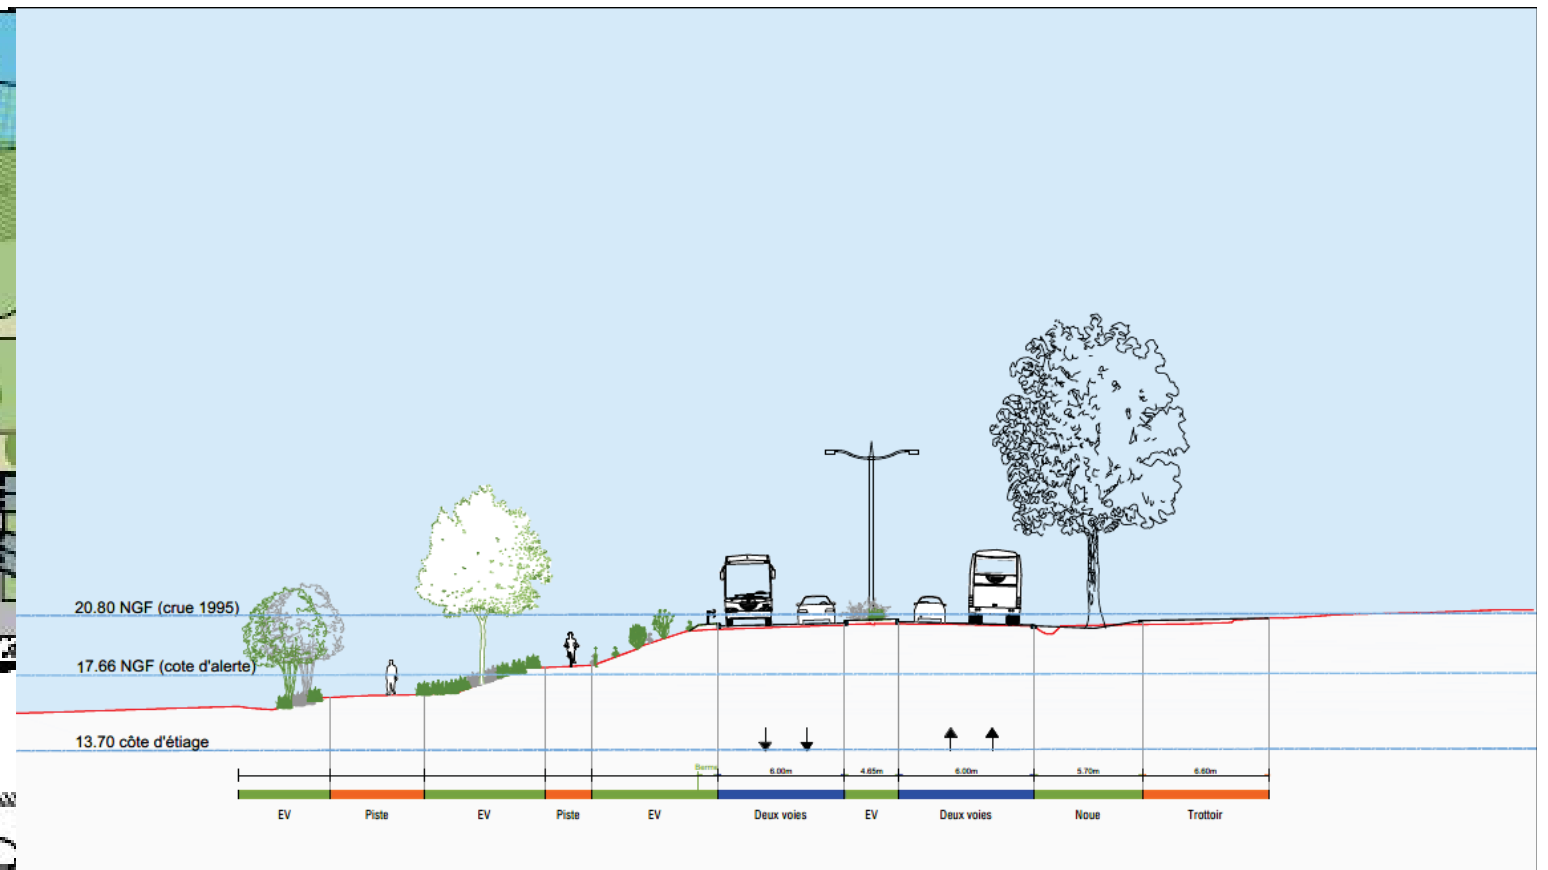 20.80 NGF (crue 1995)
17.66 NGF (cote d'alerte)
13.70 côte d'étiage
Berme
6.00m
4.65m
6.00m
5.70m
6.60m
EV
Piste
EV
Piste
EV
Deux voies
EV
Deux voies
Noue
Trottoir